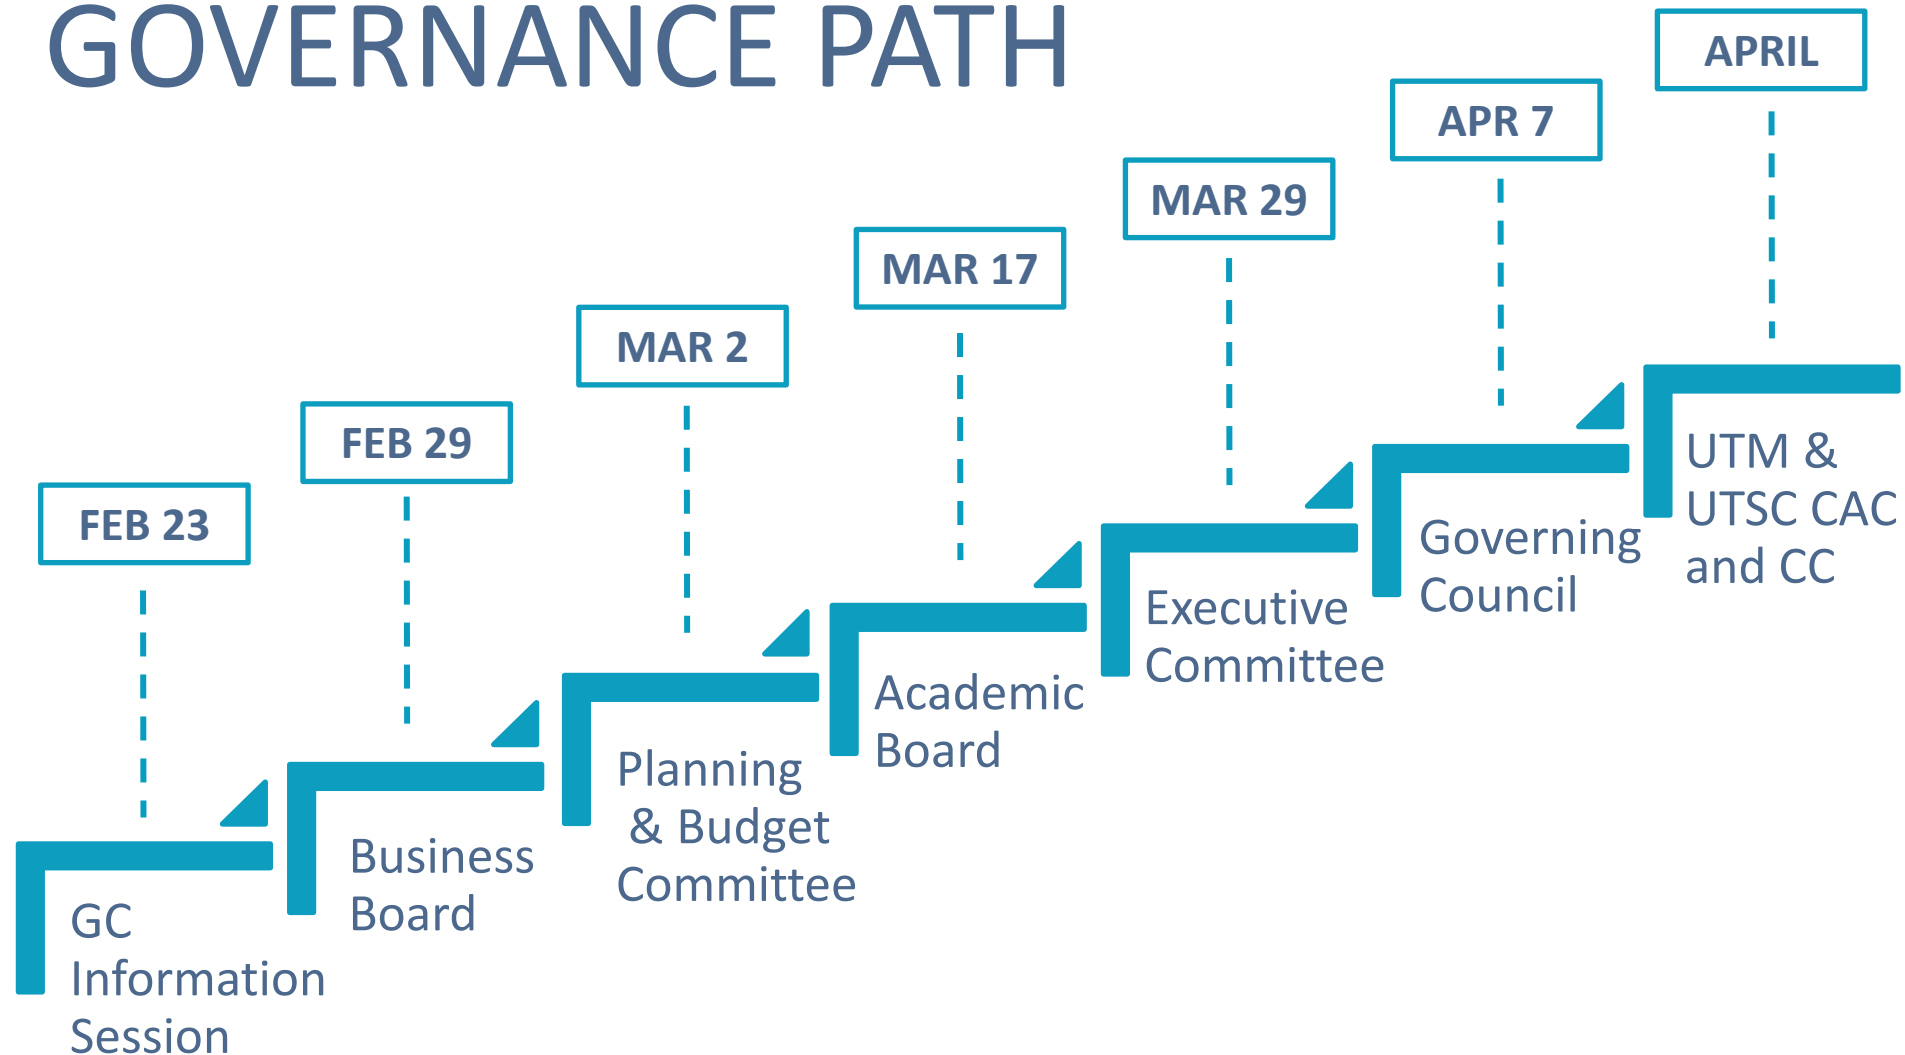 GOVERNANCE PATH
FEB 23
GC
Information
Session
FEB 29
Business
Board
MAR 2
Planning
& Budget
Committee
MAR 17
Academic
Board
MAR 29
Executive
Committee
APR 7
Governing
Council
APRIL
UTM &
UTSC CAC
and CC